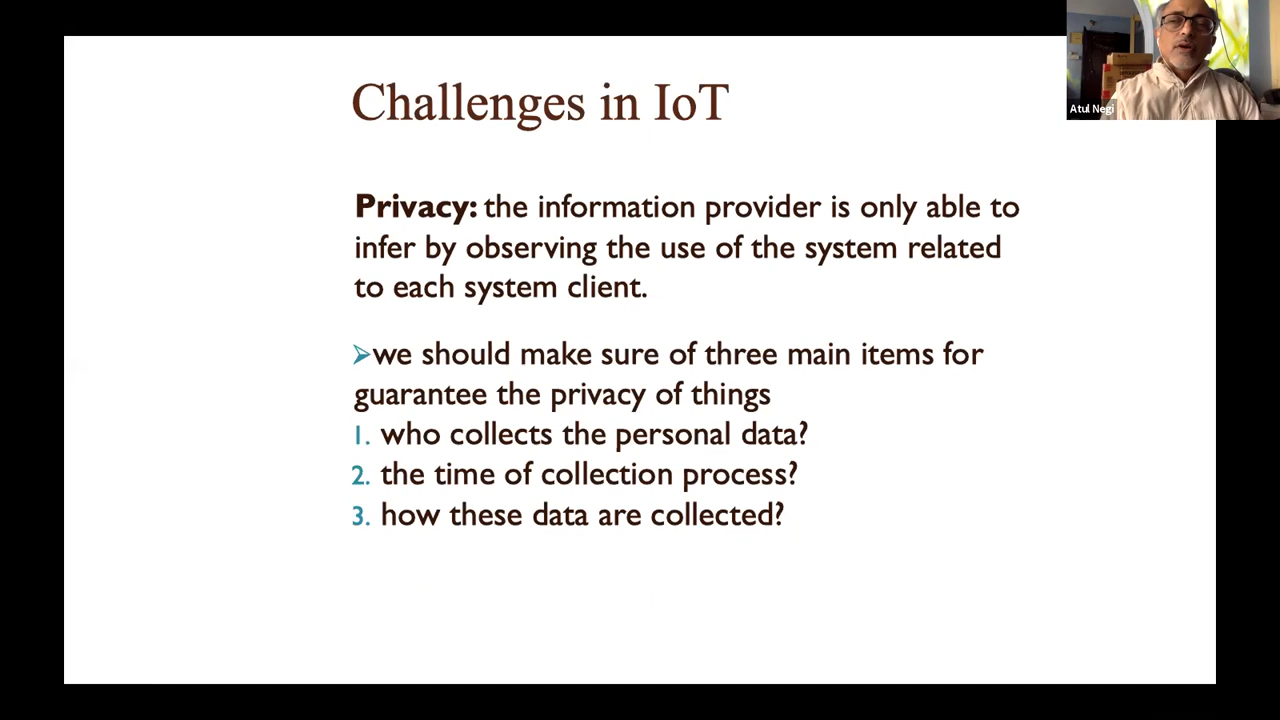 Challenges in IoT
Atul Negi
Privacy: the information provider is only able to
infer by observing the use of the system related
to each system client.
➢we should make sure of three main items for
guarantee the privacy of things
1. who collects the personal data?
2. the time of collection process?
3. how these data are collected?